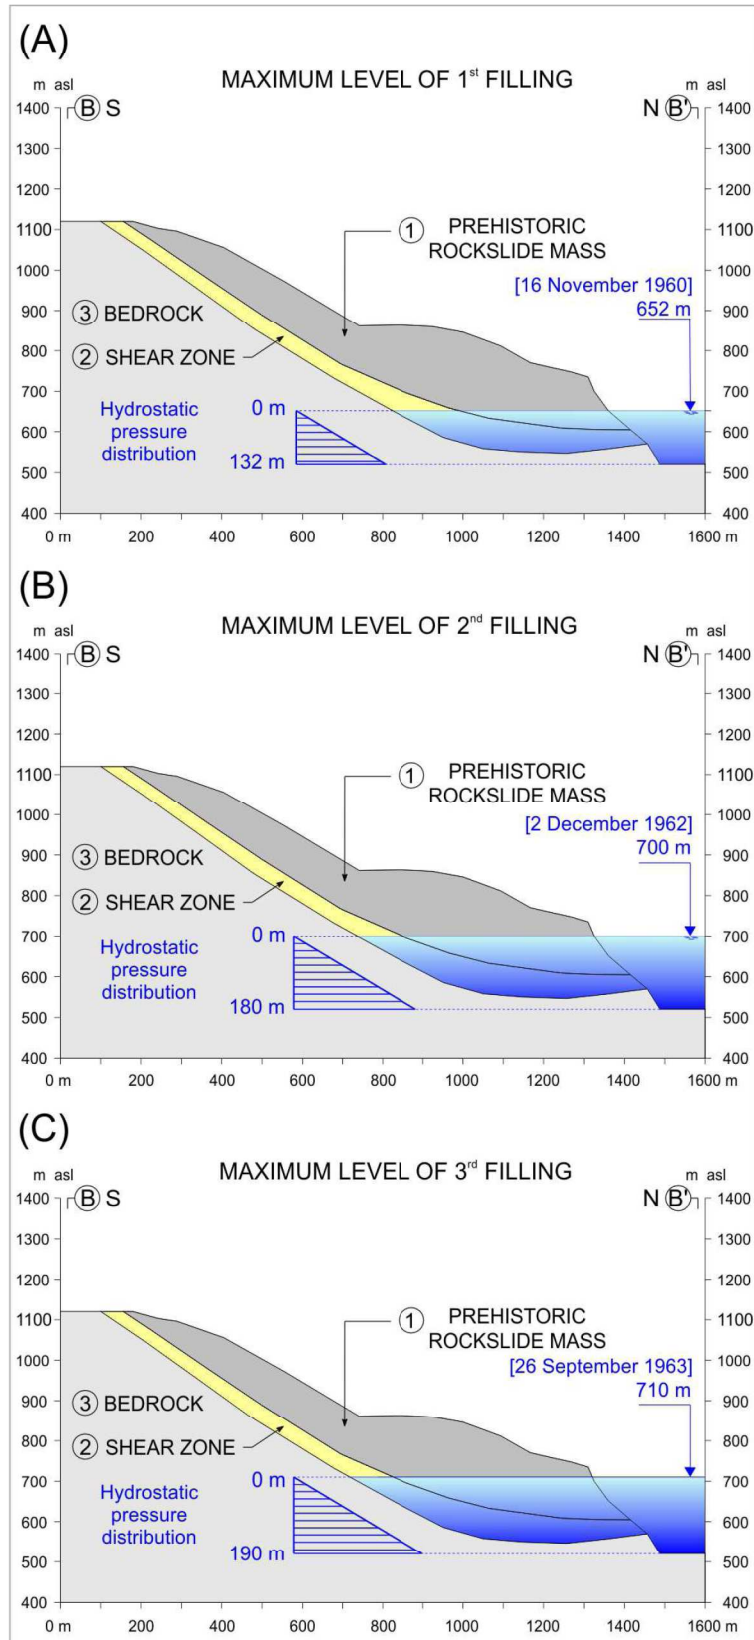 (A)
MAXIMUM LEVEL OF 1st FILLING
m asl
m asl
B S
N B'
1400
1300
1200
1100
1000
900
800
700
600
500
400
1400
1300
1200
1100
1000
900
800
700
600
500
400
1 PREHISTORIC
ROCKSLIDE MASS
[16 November 1960]
652 m
3 BEDROCK
2 SHEAR ZONE
Hydrostatic
pressure
distribution
0 m
132 m
0 m 200 400 600 800 1000 1200 1400 1600 m
(B)
MAXIMUM LEVEL OF 2nd FILLING
m asl
m asl
B S
N B'
1400
1300
1200
1100
1000
900
800
700
600
500
400
1400
1300
1200
1100
1000
900
800
700
600
500
400
1 PREHISTORIC
ROCKSLIDE MASS
[2 December 1962]
700 m
3 BEDROCK
2 SHEAR ZONE
Hydrostatic
pressure
distribution
0 m
180 m
0 m 200 400 600 800 1000 1200 1400 1600 m
(C)
MAXIMUM LEVEL OF 3rd FILLING
m asl
m asl
B S
N B'
1400
1300
1200
1100
1000
900
800
700
600
500
400
1400
1300
1200
1100
1000
900
800
700
600
500
400
1 PREHISTORIC
ROCKSLIDE MASS
[26 September 1963]
710 m
3 BEDROCK
2 SHEAR ZONE
Hydrostatic
pressure
distribution
0 m
190 m
0 m 200 400 600 800 1000 1200 1400 1600 m